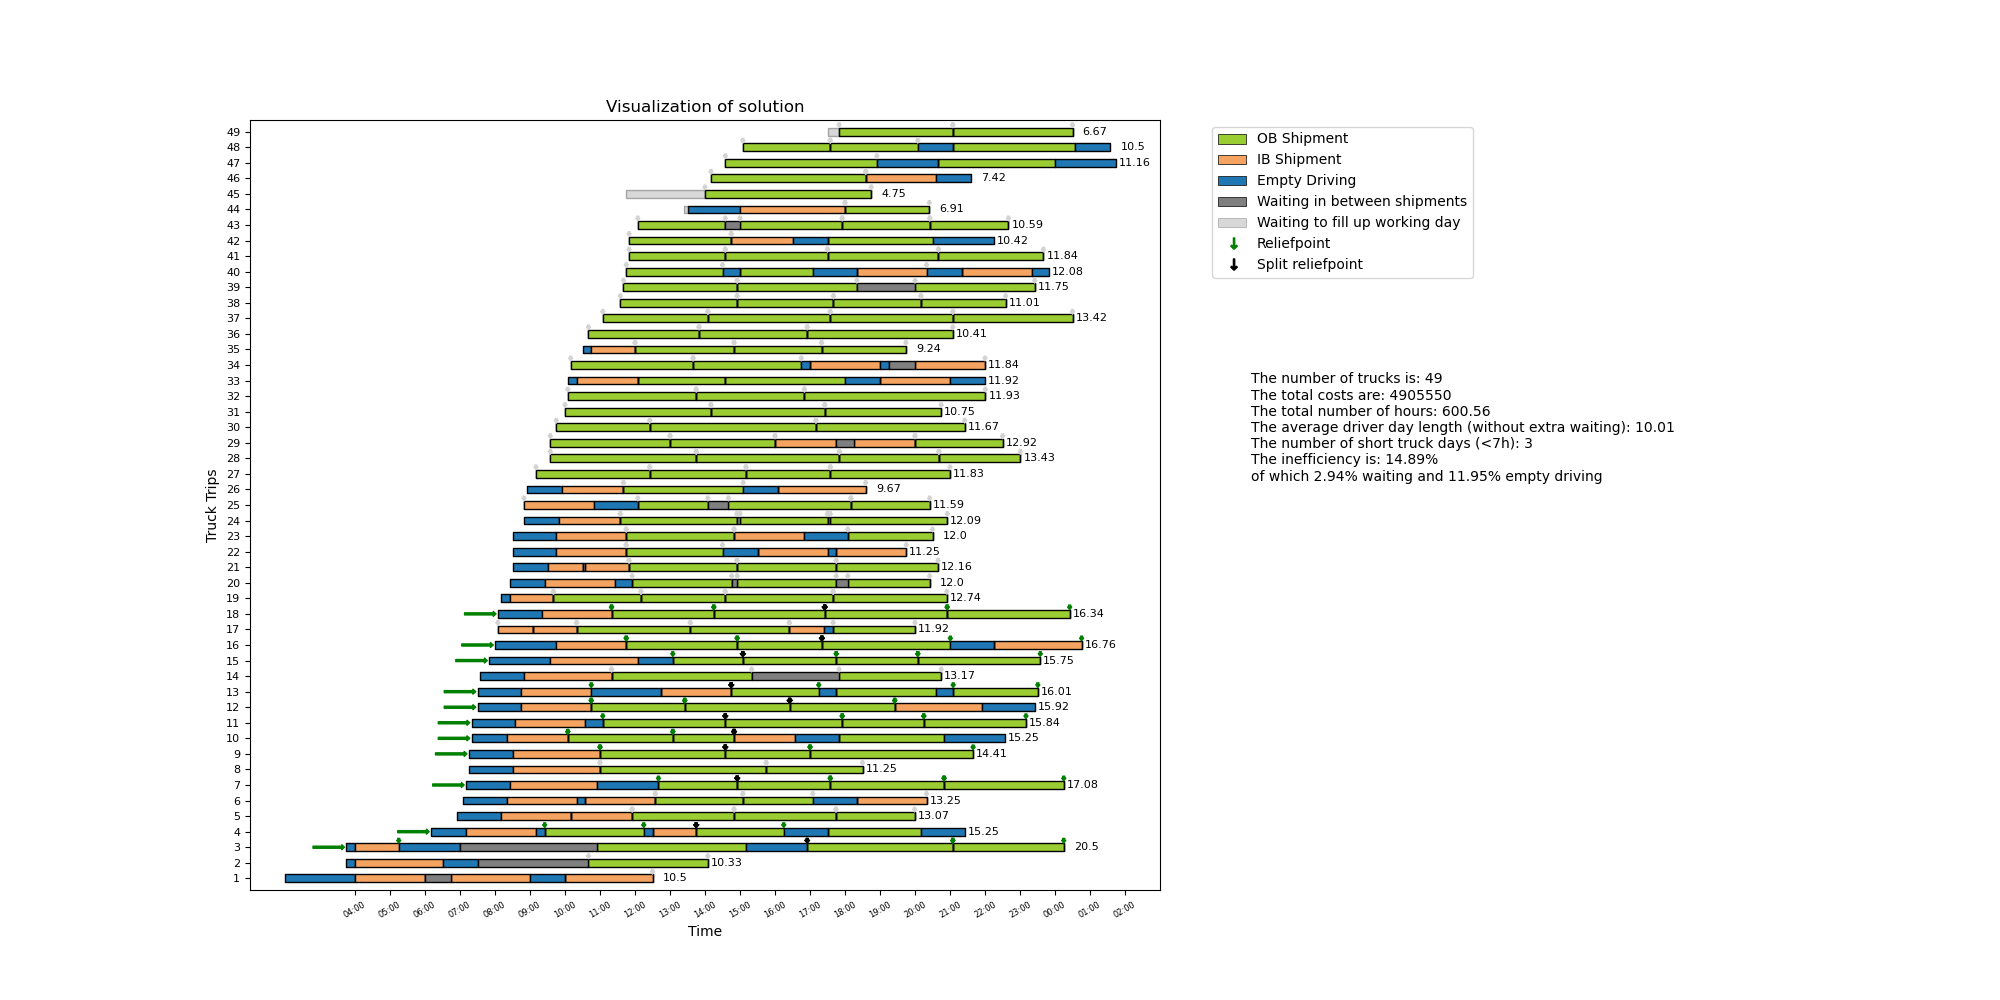 Visualization of solution
49 6.67
48 10.5
47 11.16
46 7.42
45 4.75
44 6.91
43 10.59
42 10.42
41 11.84
40 12.08
39 11.75
38 11.01
37 13.42
36 10.41
35 9.24
34 11.84
33 11.92
32 11.93
31 10.75
30 11.67
29 12.92
28 13.43
27 11.83
26 9.67
25 11.59
24 12.09
23 12.0
22 11.25
21 12.16
20 12.0
19 12.74
18 16.34
17 11.92
16 16.76
15 15.75
14 13.17
13 16.01
12 15.92
11 15.84
10 15.25
9 14.41
8 11.25
7 17.08
6 13.25
5 13.07
4 15.25
3 20.5
2 10.33
1 10.5
Truck Trips
04:00 05:00 06:00 07:00 08:00 09:00 10:00 11:00 12:00 13:00 14:00 15:00 16:00 17:00 18:00 19:00 20:00 21:00 22:00 23:00 00:00 01:00 02:00
Time
OB Shipment
IB Shipment
Empty Driving
Waiting in between shipments
Waiting to fill up working day
Reliefpoint
Split reliefpoint
The number of trucks is: 49
The total costs are: 4905550
The total number of hours: 600.56
The average driver day length (without extra waiting): 10.01
The number of short truck days (<7h): 3
The inefficiency is: 14.89%
of which 2.94% waiting and 11.95% empty driving